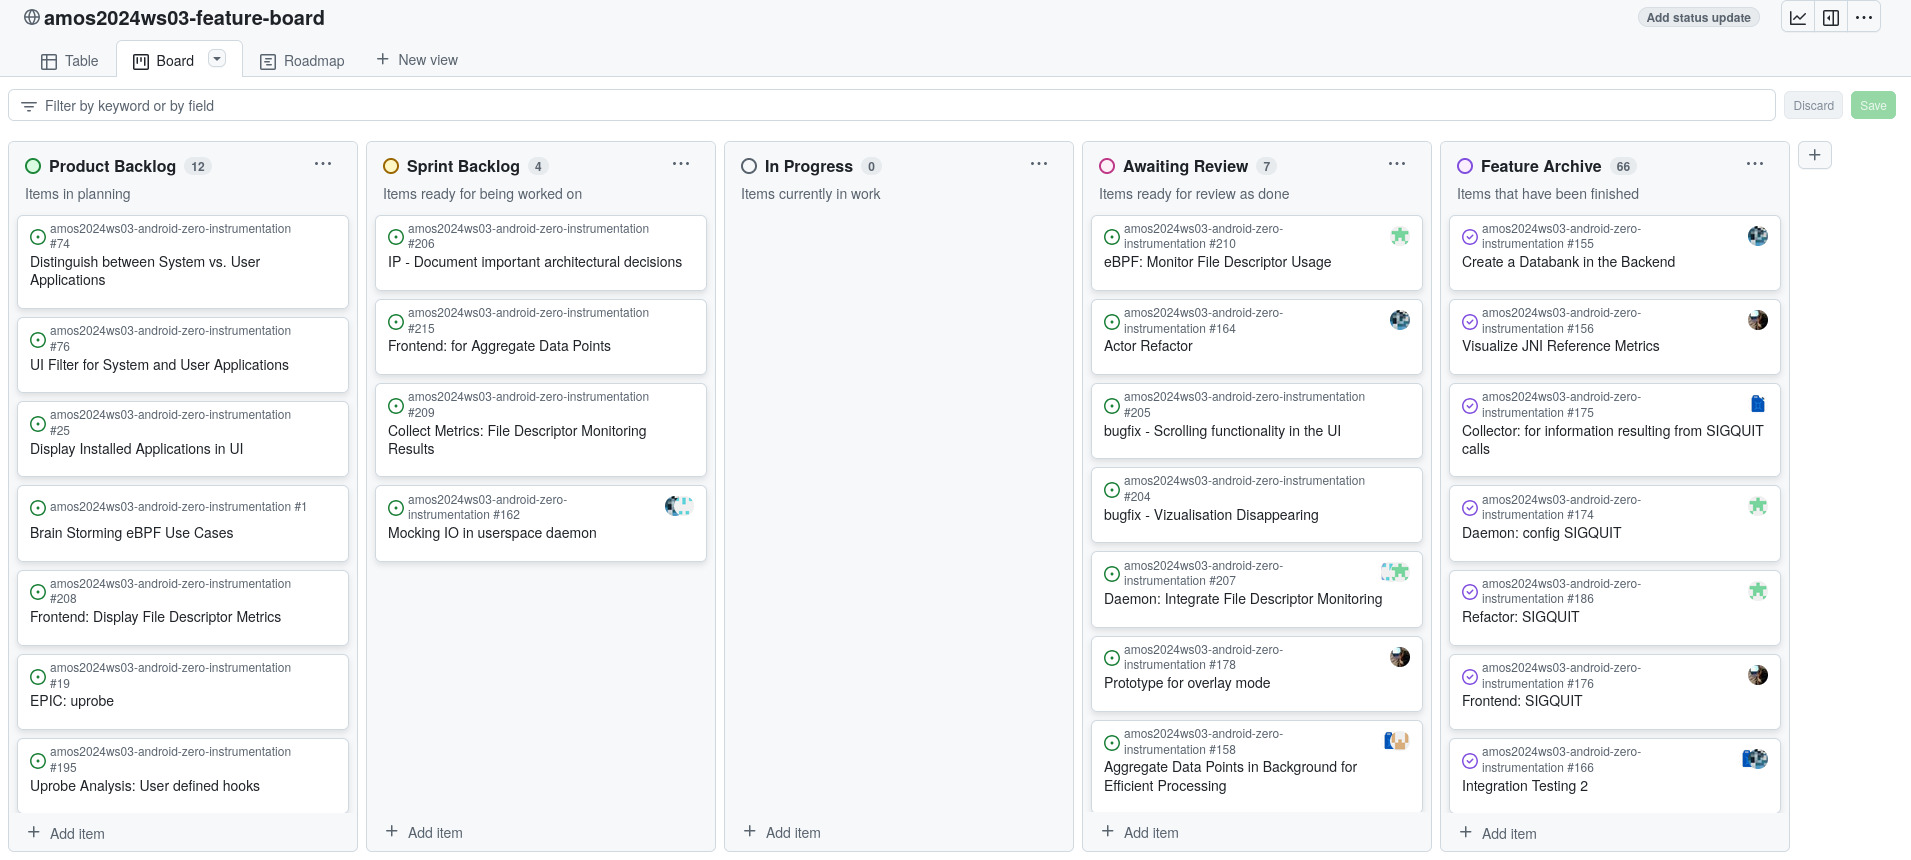 amos2024ws03-feature-board
Add status update
Table
Board
Roadmap
New view
Filter by keyword or by field
Discard
Save
Product Backlog 12
Items in planning
amos2024ws03-android-zero-instrumentation
#74
Distinguish between System vs. User
Applications
amos2024ws03-android-zero-instrumentation
#76
UI Filter for System and User Applications
amos2024ws03-android-zero-instrumentation
#25
Display Installed Applications in UI
amos2024ws03-android-zero-instrumentation #1
Brain Storming eBPF Use Cases
amos2024ws03-android-zero-instrumentation
#208
Frontend: Display File Descriptor Metrics
amos2024ws03-android-zero-instrumentation
#19
EPIC: uprobe
amos2024ws03-android-zero-instrumentation
#195
Uprobe Analysis: User defined hooks
Add item
Sprint Backlog 4
Items ready for being worked on
amos2024ws03-android-zero-instrumentation
#206
IP - Document important architectural decisions
amos2024ws03-android-zero-instrumentation
#215
Frontend: for Aggregate Data Points
amos2024ws03-android-zero-instrumentation
#209
Collect Metrics: File Descriptor Monitoring
Results
amos2024ws03-android-zero-
instrumentation #162
Mocking IO in userspace daemon
Add item
In Progress 0
Items currently in work
Add item
Awaiting Review 7
Items ready for review as done
amos2024ws03-android-zero-
instrumentation #210
eBPF: Monitor File Descriptor Usage
amos2024ws03-android-zero-
instrumentation #164
Actor Refactor
amos2024ws03-android-zero-instrumentation
#205
bugfix - Scrolling functionality in the UI
amos2024ws03-android-zero-instrumentation
#204
bugfix - Vizualisation Disappearing
amos2024ws03-android-zero-
instrumentation #207
Daemon: Integrate File Descriptor Monitoring
amos2024ws03-android-zero-
instrumentation #178
Prototype for overlay mode
amos2024ws03-android-zero-
instrumentation #158
Aggregate Data Points in Background for
Efficient Processing
Add item
Feature Archive 66
Items that have been finished
amos2024ws03-android-zero-
instrumentation #155
Create a Databank in the Backend
amos2024ws03-android-zero-
instrumentation #156
Visualize JNI Reference Metrics
amos2024ws03-android-zero-
instrumentation #175
Collector: for information resulting from SIGQUIT
calls
amos2024ws03-android-zero-
instrumentation #174
Daemon: config SIGQUIT
amos2024ws03-android-zero-
instrumentation #186
Refactor: SIGQUIT
amos2024ws03-android-zero-
instrumentation #176
Frontend: SIGQUIT
amos2024ws03-android-zero-
instrumentation #166
Integration Testing 2
Add item